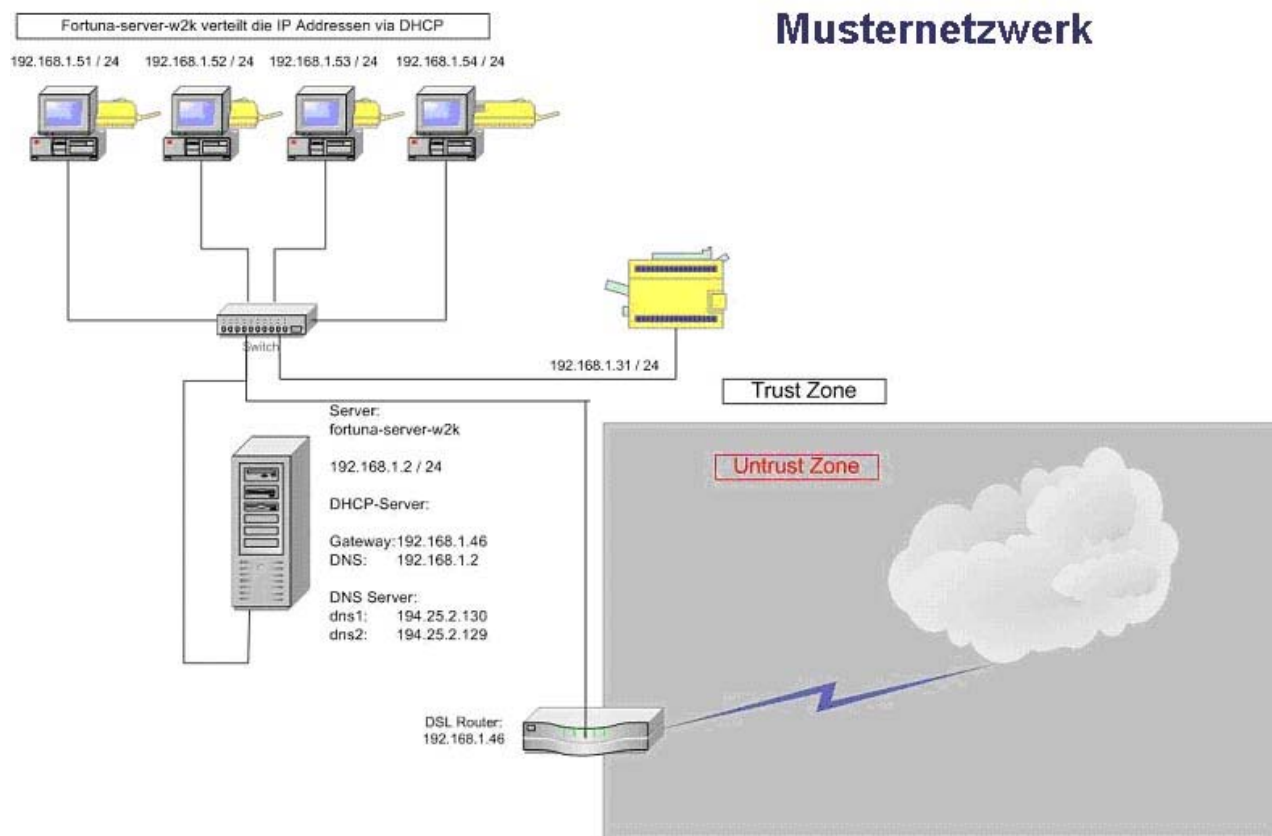 Fortuna-server-w2k verteilt die IP Addressen via DHCP
Musternetzwerk
192.168.1.51 / 24
192.168.1.52 / 24
192.168.1.53 / 24
192.168.1.54 / 24
Switch
192.168.1.31 / 24
Trust Zone
Untrust Zone
Server:
fortuna-server-w2k
192.168.1.2 / 24
DHCP-Server:
Gateway: 192.168.1.46
DNS: 192.168.1.2
DNS Server:
dns1: 194.25.2.130
dns2: 194.25.2.129
DSL Router:
192.168.1.46